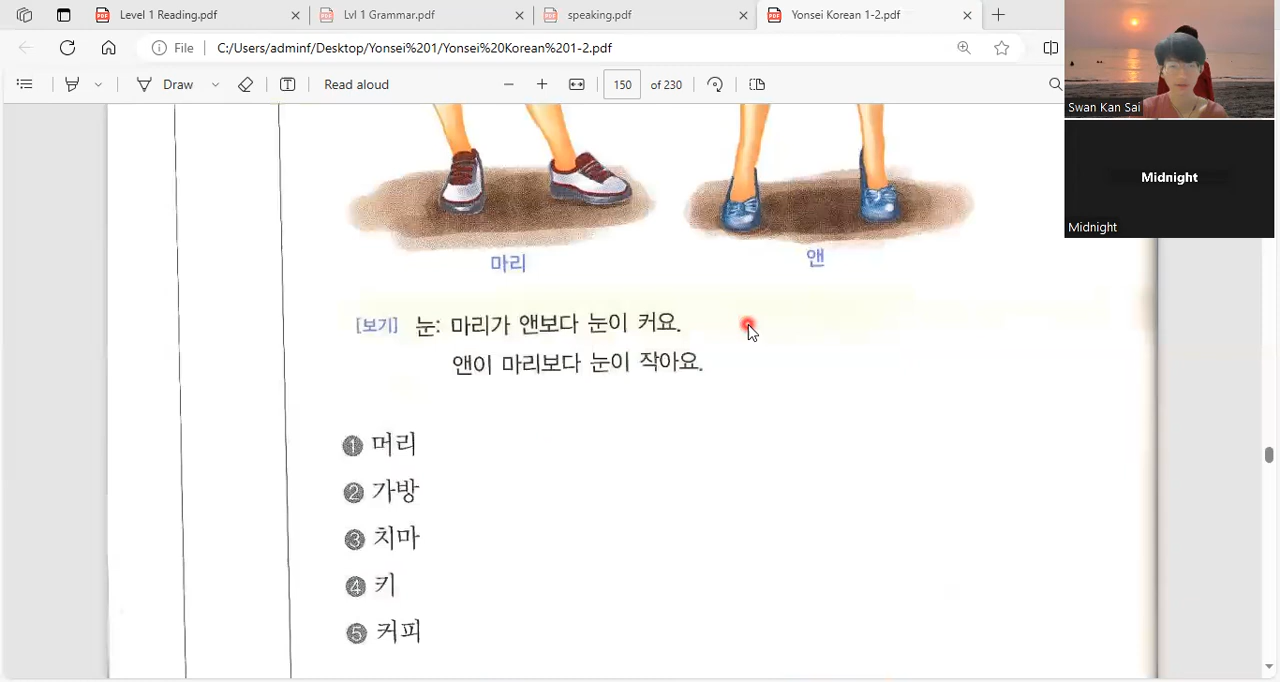 Level 1 Reading.pdf
Lvl 1 Grammar.pdf
speaking.pdf
Yonsei Korean 1-2.pdf
File
C:/Users/adminf/Desktop/Yonsei%201/Yonsei%20Korean%201-2.pdf
Draw
Read aloud
150 of 230
Swan Kan Sai
Midnight
Midnight
마리
앤
[보기] 눈: 마리가 앤보다 눈이 커요.
앤이 마리보다 눈이 작아요.
① 머리
② 가방
③ 치마
④ 키
⑤ 커피